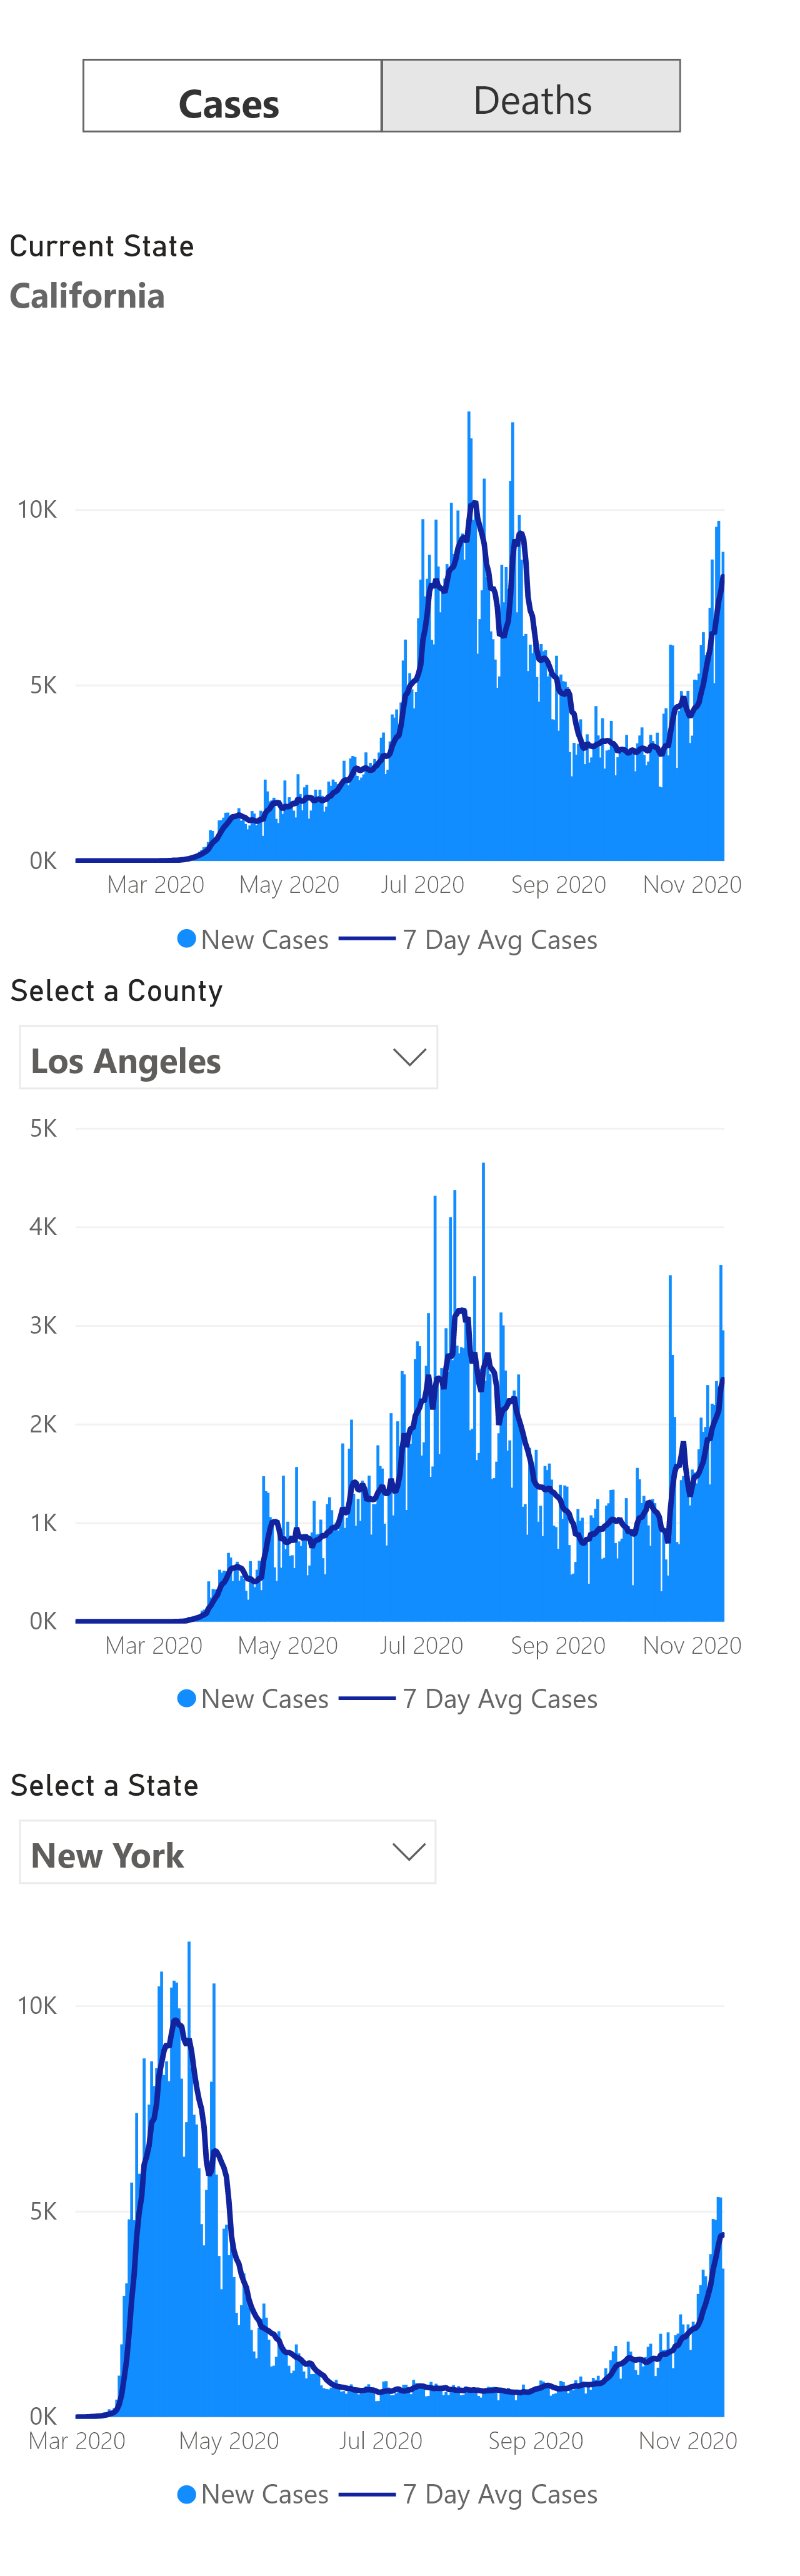 Cases Deaths
Current State
California
10K
5K
0K
Mar 2020 May 2020 Jul 2020 Sep 2020 Nov 2020
New Cases 7 Day Avg Cases
Select a County
Los Angeles
5K
4K
3K
2K
1K
0K
Mar 2020 May 2020 Jul 2020 Sep 2020 Nov 2020
New Cases 7 Day Avg Cases
Select a State
New York
10K
5K
0K
Mar 2020 May 2020 Jul 2020 Sep 2020 Nov 2020
New Cases 7 Day Avg Cases